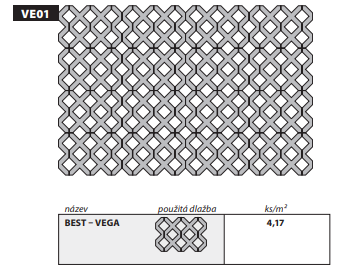 VE01
název použitá dlažba ks/m²
BEST – VEGA 4,17